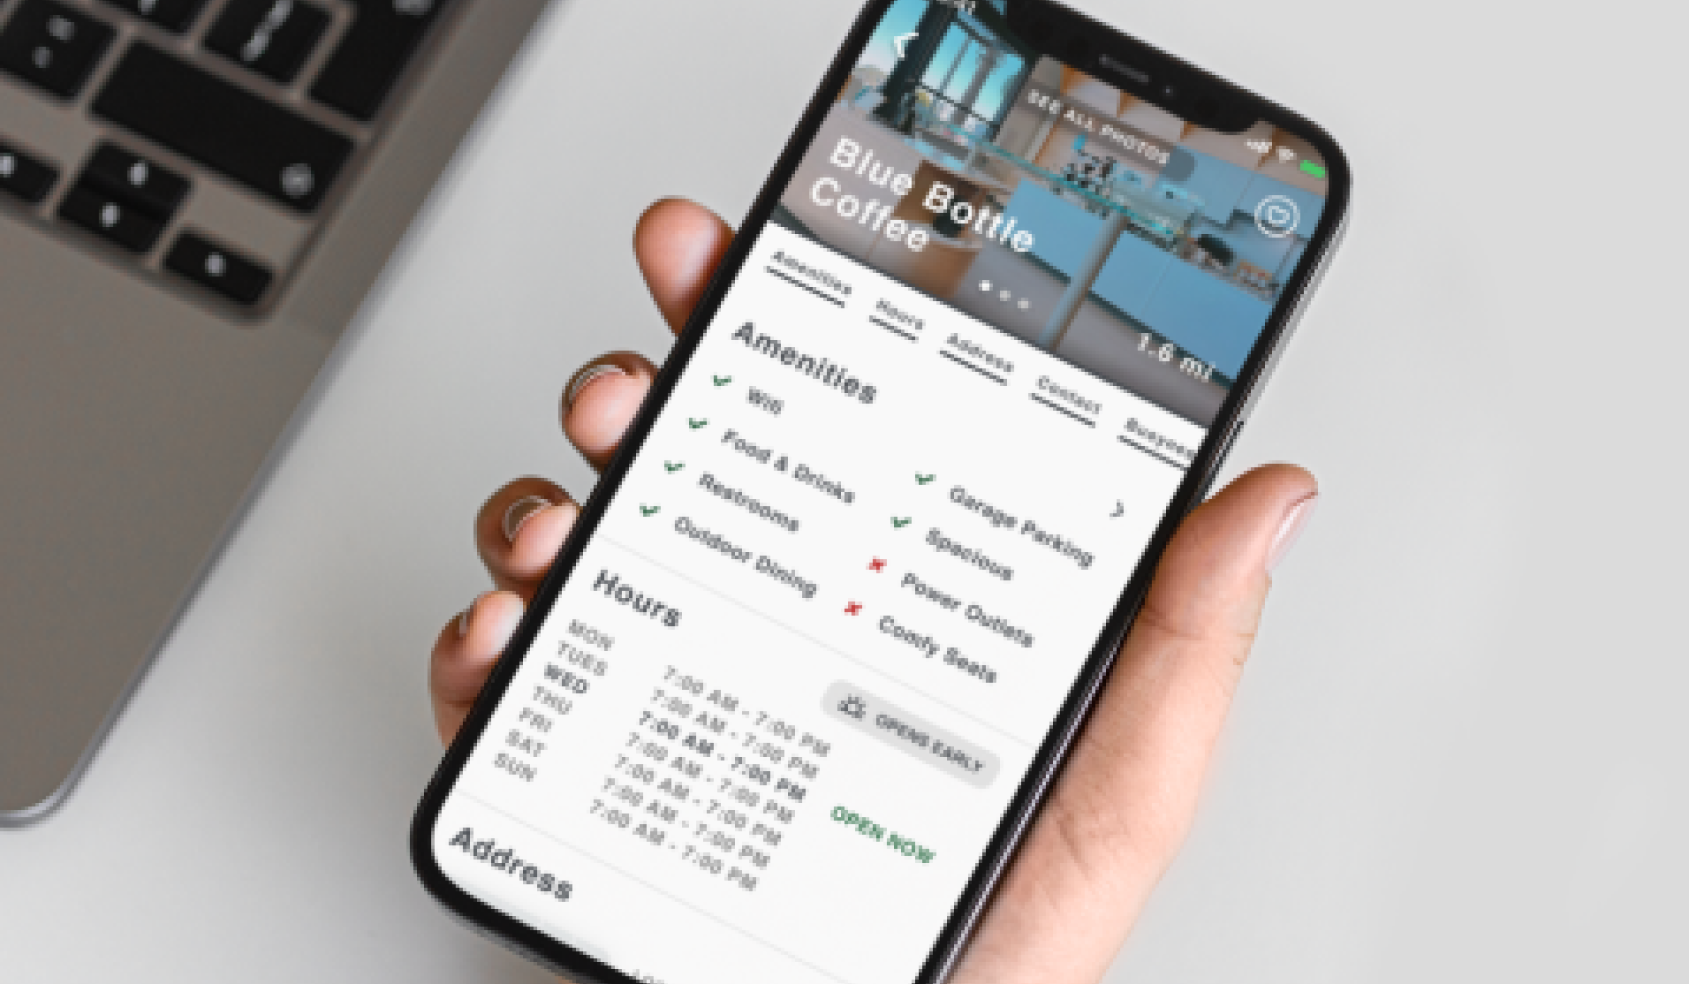 SEE ALL PHOTOS
Blue Bottle
Coffee
1.6 mi
Amenities
Hours
Address
Contact
Amenities
Wifi
Food & Drinks
Restrooms
Outdoor Dining
Garage Parking
Spacious
Power Outlets
Comfy Seats
Hours
OPENS EARLY
MON 7:00 AM - 7:00 PM
TUES 7:00 AM - 7:00 PM
WED 7:00 AM - 7:00 PM
THU 7:00 AM - 7:00 PM
FRI 7:00 AM - 7:00 PM
SAT 7:00 AM - 7:00 PM
SUN 7:00 AM - 7:00 PM
OPEN NOW
Address